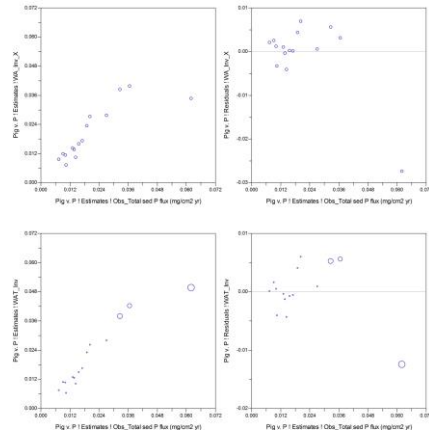 Pig v. P ! Estimates ! WA_Inv_X
0.072
0.060
0.048
0.036
0.024
0.012
0.000
0.000 0.012 0.024 0.036 0.048 0.060 0.072
Pig v. P ! Estimates ! Obs_Total sed P flux (mg/cm2 yr)
Pig v. P ! Residuals ! WA_Inv_X
0.01
0.00
-0.01
-0.02
-0.03
0.000 0.012 0.024 0.036 0.048 0.060 0.072
Pig v. P ! Estimates ! Obs_Total sed P flux (mg/cm2 yr)
Pig v. P ! Estimates ! WAT_Inv
0.072
0.060
0.048
0.036
0.024
0.012
0.000
0.000 0.012 0.024 0.036 0.048 0.060 0.072
Pig v. P ! Estimates ! Obs_Total sed P flux (mg/cm2 yr)
Pig v. P ! Residuals ! WAT_Inv
0.01
0.00
-0.01
-0.02
0.000 0.012 0.024 0.036 0.048 0.060 0.072
Pig v. P ! Estimates ! Obs_Total sed P flux (mg/cm2 yr)